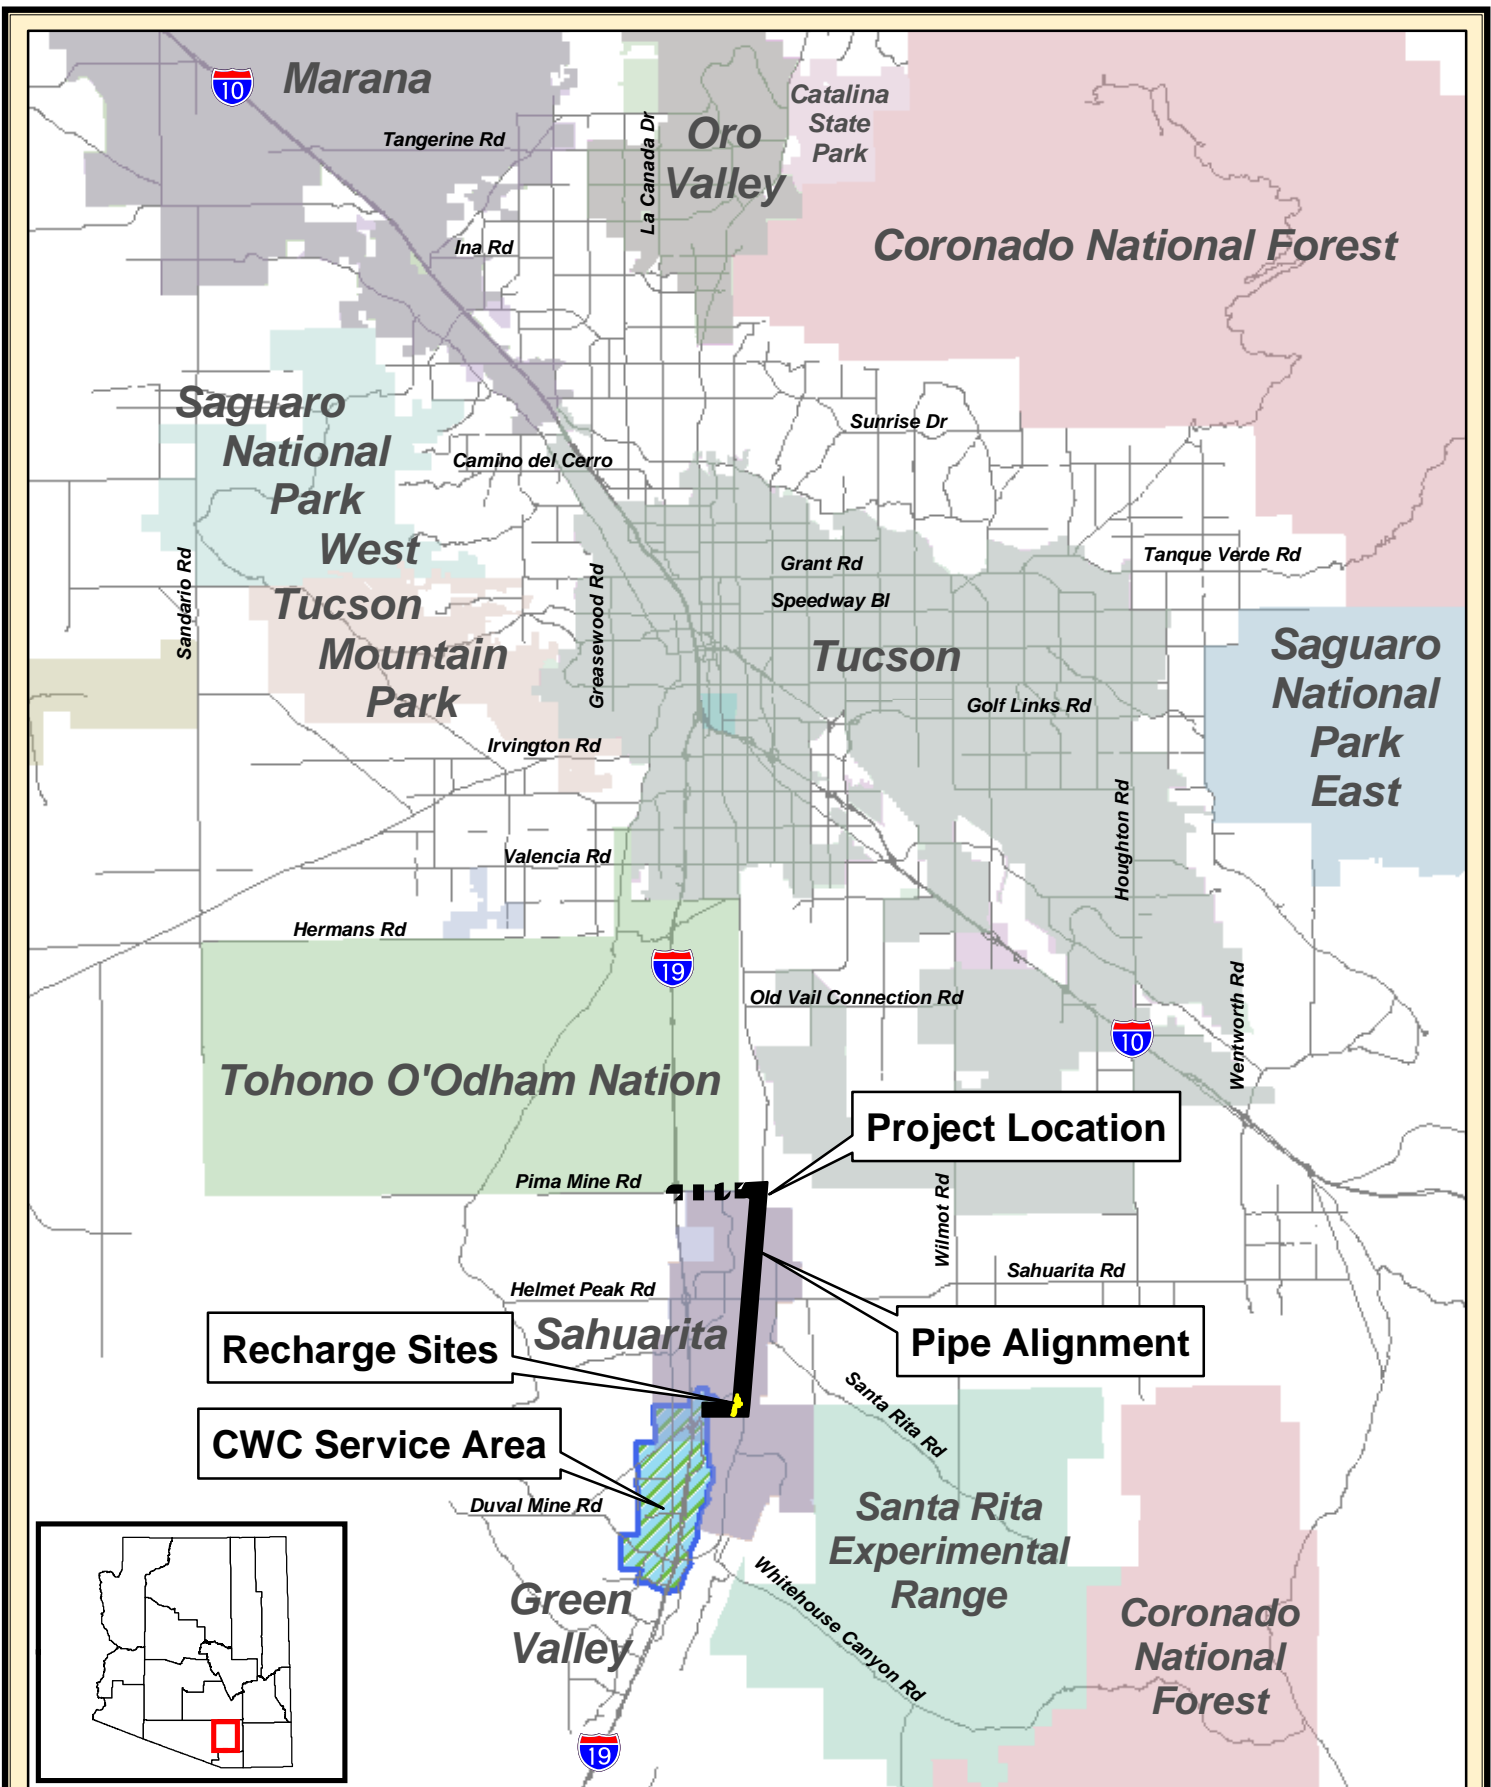 Marana
10
Tangerine Rd
La Canada Dr
Oro
Valley
Catalina
State
Park
Ina Rd
Coronado National Forest
Saguaro
National
Park
West
Sunrise Dr
Camino del Cerro
Grant Rd
Tanque Verde Rd
Sandario Rd
Greasewood Rd
Speedway Bl
Tucson
Mountain
Park
Tucson
Saguaro
National
Park
East
Golf Links Rd
Irvington Rd
Houghton Rd
Valencia Rd
Hermans Rd
19
Old Vail Connection Rd
Wentworth Rd
10
Tohono O'Odham Nation
Project Location
Pima Mine Rd
Wilmot Rd
Sahuarita Rd
Helmet Peak Rd
Sahuarita
Recharge Sites
Pipe Alignment
Santa Rita Rd
CWC Service Area
Duval Mine Rd
Santa Rita
Experimental
Range
Whitehouse Canyon Rd
Green
Valley
Coronado
National
Forest
19